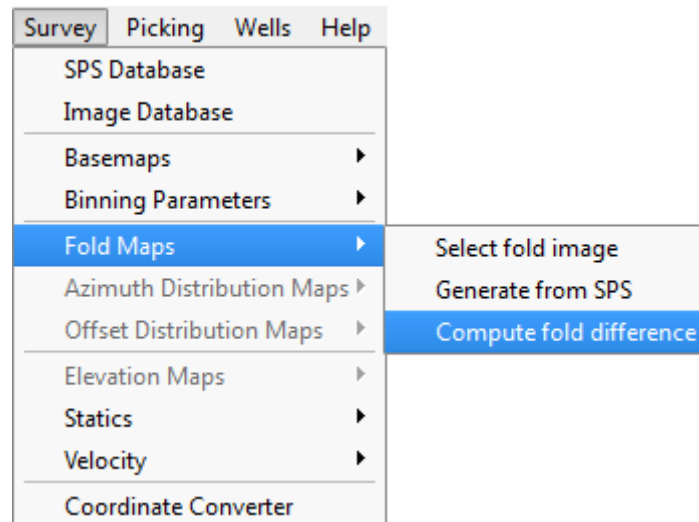 Survey Picking Wells Help
SPS Database
Image Database
Basemaps
Binning Parameters
Fold Maps
Azimuth Distribution Maps
Offset Distribution Maps
Elevation Maps
Statics
Velocity
Coordinate Converter
Select fold image
Generate from SPS
Compute fold difference